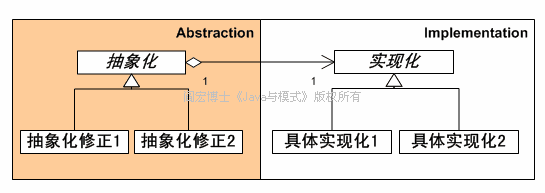 Abstraction
Implementation
抽象化
实现化
1
1
阎宏博士《Java与模式》版权所有
抽象化修正1
抽象化修正2
具体实现化1
具体实现化2